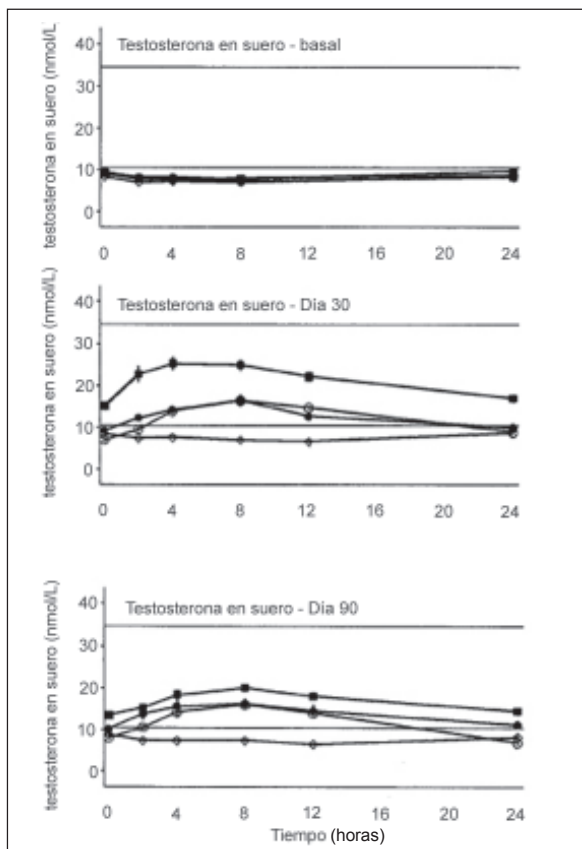 Testosterona en suero - basal
testosterona en suero (nmol/L)
40
30
20
10
0
0 4 8 12 16 20 24
Testosterona en suero - Día 30
testosterona en suero (nmol/L)
40
30
20
10
0
0 4 8 12 16 20 24
Testosterona en suero - Día 90
testosterona en suero (nmol/L)
40
30
20
10
0
0 4 8 12 16 20 24
Tiempo (horas)